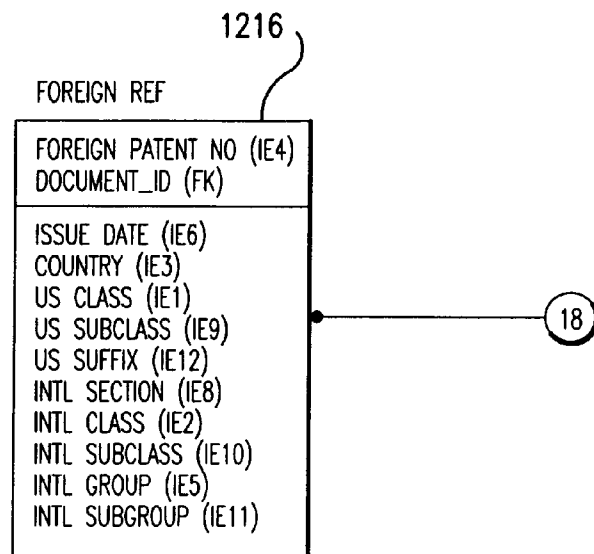 1216
FOREIGN REF
FOREIGN PATENT NO (IE4)
DOCUMENT_ID (FK)
ISSUE DATE (IE6)
COUNTRY (IE3)
US CLASS (IE1)
US SUBCLASS (IE9)
US SUFFIX (IE12)
INTL SECTION (IE8)
INTL CLASS (IE2)
INTL SUBCLASS (IE10)
INTL GROUP (IE5)
INTL SUBGROUP (IE11)
18